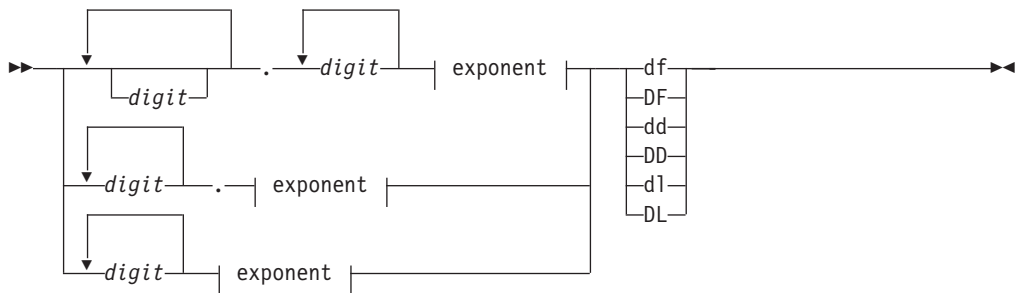 . digit exponent df
digit DF
dd
DD
digit . exponent dl
DL
digit exponent